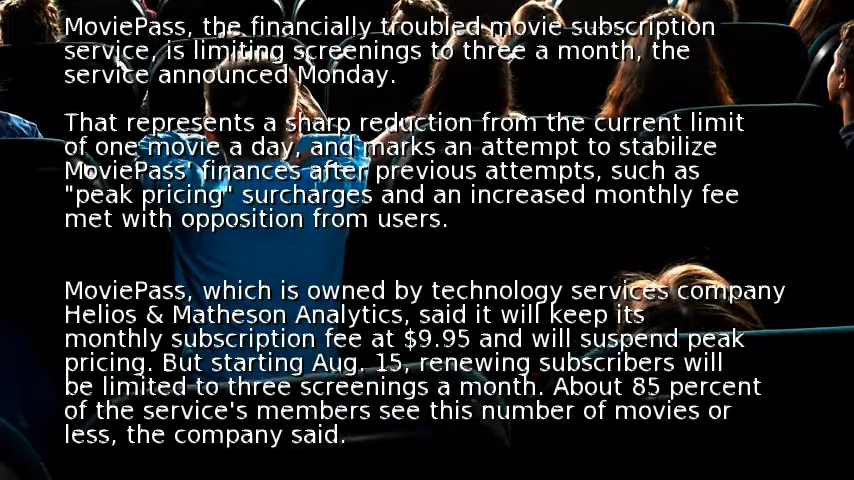 MoviePass, the financially troubled movie subscription
service, is limiting screenings to three a month, the
service announced Monday.
That represents a sharp reduction from the current limit
of one movie a day, and marks an attempt to stabilize
MoviePass' finances after previous attempts, such as
"peak pricing" surcharges and an increased monthly fee
met with opposition from users.
MoviePass, which is owned by technology services company
Helios & Matheson Analytics, said it will keep its
monthly subscription fee at $9.95 and will suspend peak
pricing. But starting Aug. 15, renewing subscribers will
be limited to three screenings a month. About 85 percent
of the service's members see this number of movies or
less, the company said.